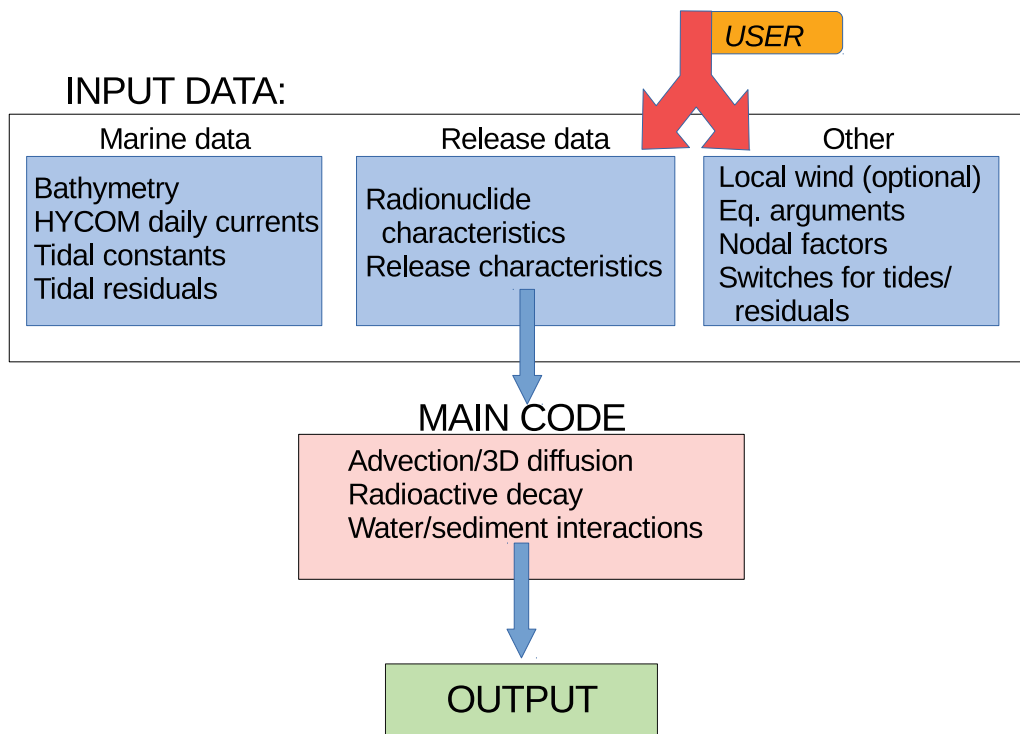 USER
INPUT DATA:
Marine data
Bathymetry
HYCOM daily currents
Tidal constants
Tidal residuals
Release data
Radionuclide
characteristics
Release characteristics
Other
Local wind (optional)
Eq. arguments
Nodal factors
Switches for tides/
residuals
MAIN CODE
Advection/3D diffusion
Radioactive decay
Water/sediment interactions
OUTPUT